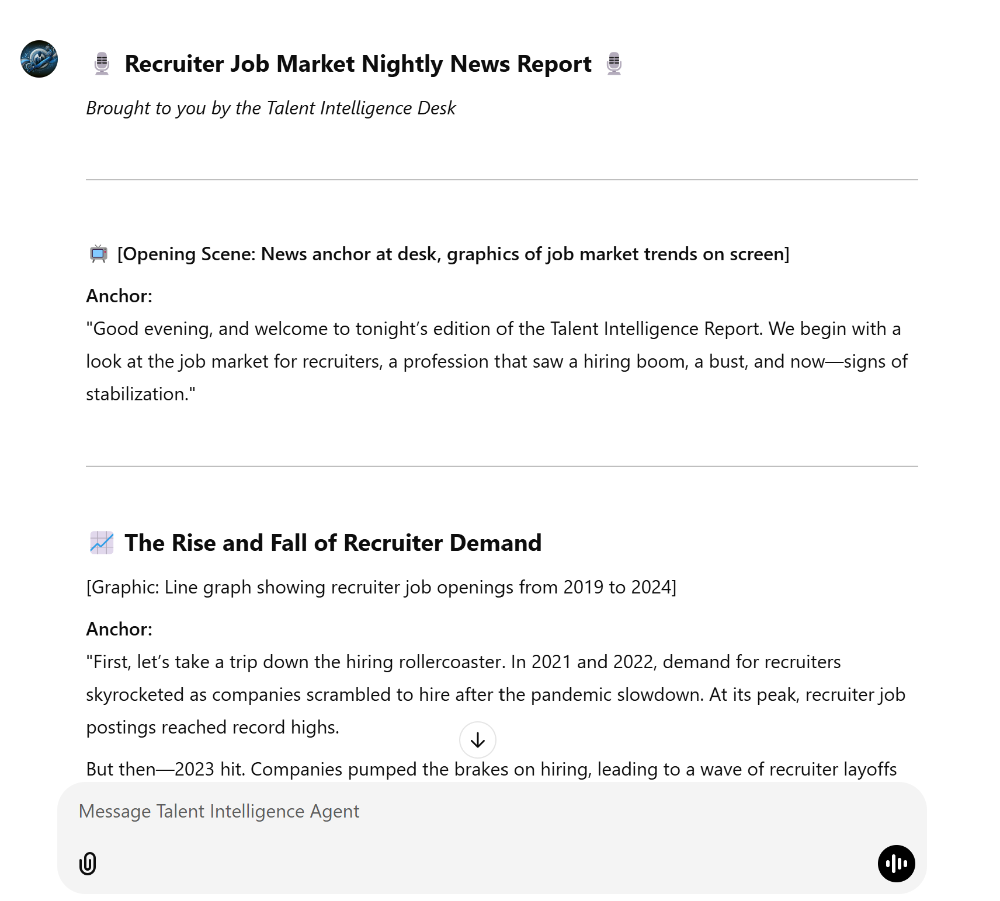 Recruiter Job Market Nightly News Report
Brought to you by the Talent Intelligence Desk
[Opening Scene: News anchor at desk, graphics of job market trends on screen]
Anchor:
"Good evening, and welcome to tonight’s edition of the Talent Intelligence Report. We begin with a
look at the job market for recruiters, a profession that saw a hiring boom, a bust, and now—signs of
stabilization."
The Rise and Fall of Recruiter Demand
[Graphic: Line graph showing recruiter job openings from 2019 to 2024]
Anchor:
"First, let’s take a trip down the hiring rollercoaster. In 2021 and 2022, demand for recruiters
skyrocketed as companies scrambled to hire after the pandemic slowdown. At its peak, recruiter job
postings reached record highs.
But then—2023 hit. Companies pumped the brakes on hiring, leading to a wave of recruiter layoffs
Message Talent Intelligence Agent